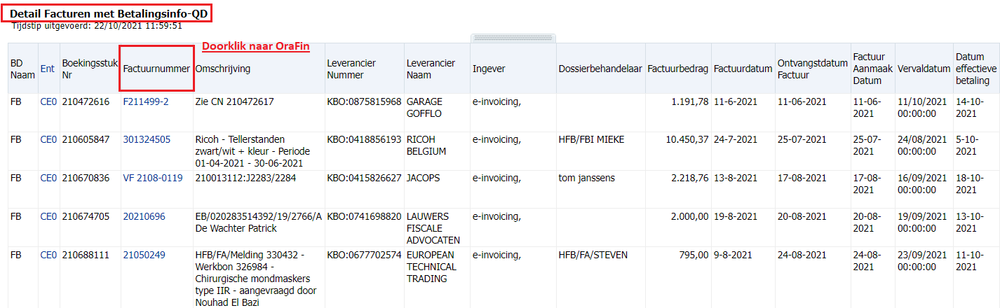 Detail Facturen met Betalingsinfo-QD
Tijdstip uitgevoerd: 22/10/2021 11:59:51
Doorklik naar OraFin
BD Naam Ent Boekingsstuk Nr Factuurnummer Omschrijving Leverancier Nummer Leverancier Naam Ingever Dossierbehandelaar Factuurbedrag Factuurdatum Ontvangstdatum Factuur Factuur Aanmaak Datum Vervaldatum Datum effectieve betaling
FB CE0 210472616 F211499-2 Zie CN 210472617 KBO:0875815968 GARAGE e-invoicing, 1.191,78 11-6-2021 11-06-2021 11-06- 11/10/2021 14-10-
GOFFLO 2021 00:00:00 2021
FB CE0 210605847 301324505 Ricoh - Tellerstanden KBO:0418856193 RICOH e-invoicing, HFB/FBI MIEKE 10.450,37 24-7-2021 25-07-2021 25-07- 24/08/2021 5-10-
zwart/wit + kleur - Periode BELGIUM 2021 00:00:00 2021
01-04-2021 - 30-06-2021
FB CE0 210670836 VF 2108-0119 210013112:J2283/2284 KBO:0415826627 JACOPS e-invoicing, tom janssens 2.218,76 13-8-2021 17-08-2021 17-08- 16/09/2021 18-10-
2021 00:00:00 2021
FB CE0 210674705 20210696 EB/020283514392/19/2766/A KBO:0741698820 LAUWERS e-invoicing, 2.000,00 19-8-2021 20-08-2021 20-08- 19/09/2021 13-10-
De Wachter Patrick FISCALE 2021 00:00:00 2021
ADVOCATEN
FB CE0 210688111 21050249 HFB/FA/Melding 330432 - KBO:0677702574 EUROPEAN e-invoicing, HFB/FA/STEVEN 795,00 9-8-2021 24-08-2021 24-08- 23/09/2021 11-10-
Werkbon 326984 - TECHNICAL 2021 00:00:00 2021
Chirurgische mondmaskers TRADING
type IIR - aangevraagd door
Nouhad El Bazi